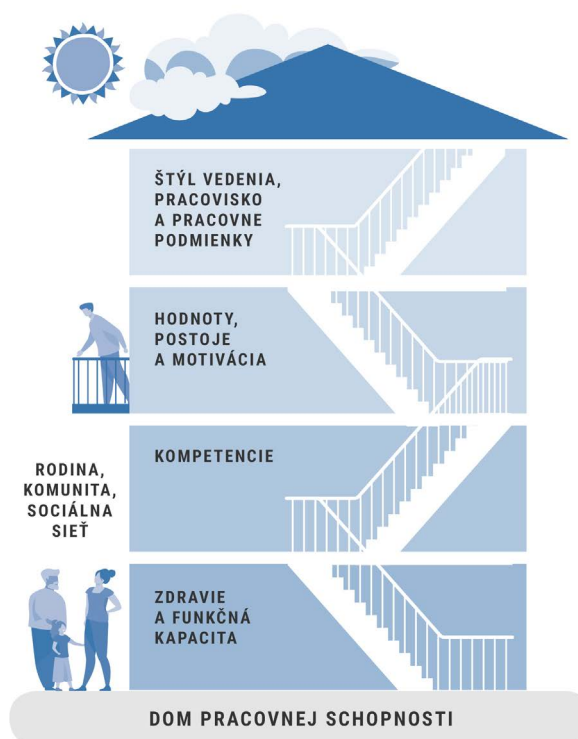 ŠTÝL VEDENIA,
PRACOVISKO
A PRACOVNE
PODMIENKY
HODNOTY,
POSTOJE
A MOTIVÁCIA
KOMPETENCIE
RODINA,
KOMUNITA,
SOCIÁLNA
SIEŤ
ZDRAVIE
A FUNKČNÁ
KAPACITA
DOM PRACOVNEJ SCHOPNOSTI